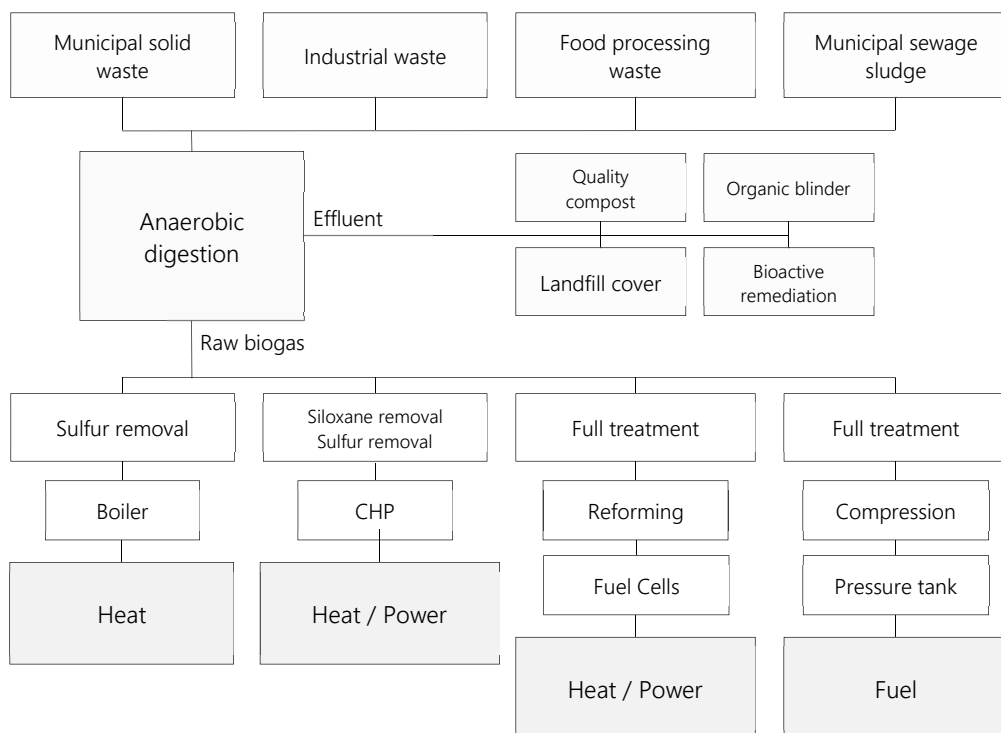 Municipal solid
waste
Industrial waste
Food processing
waste
Municipal sewage
sludge
Anaerobic
digestion
Effluent
Quality
compost
Organic blinder
Landfill cover
Bioactive
remediation
Raw biogas
Sulfur removal
Siloxane removal
Sulfur removal
Full treatment
Full treatment
Boiler
CHP
Reforming
Compression
Heat
Heat / Power
Fuel Cells
Pressure tank
Heat / Power
Fuel